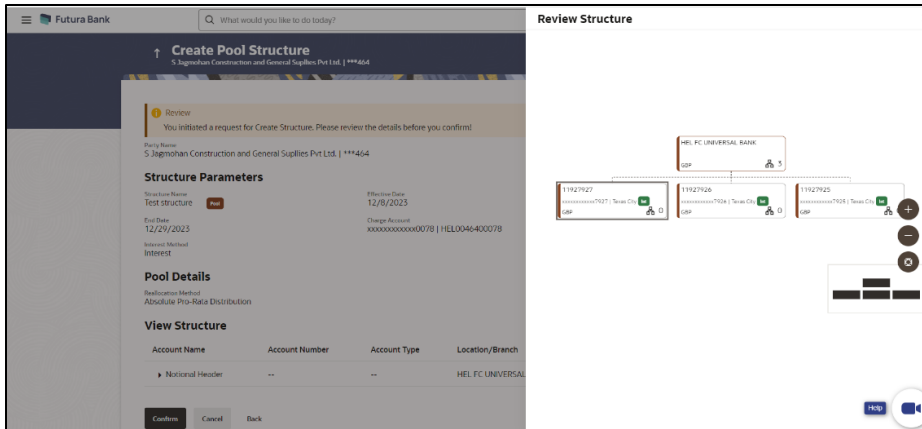 Futura Bank
What would you like to do today?
Create Pool Structure
S Jagmohan Construction and General Suplies Pvt Ltd. | ***464
Review
You initiated a request for Create Structure. Please review the details before you confirm!
Party Name
S Jagmohan Construction and General Supllies Pvt Ltd. | ***464
Structure Parameters
Structure Name
Effective Date
Test structure
Pool
12/8/2023
End Date
Charge Account
12/29/2023
xxxxxxxxxxxx0078 | HEL0046400078
Interest Method
Interest
Pool Details
Reallocation Method
Absolute Pro-Rata Distribution
View Structure
Account Name
Account Number
Account Type
Location/Branch
Notional Header
--
--
HEL FC UNIVERSAL
Confirm
Cancel
Back
Review Structure
HEL FC UNIVERSAL BANK
GBP
3
11927927
xxxxxxxxxxxx7927 | Texas City
Int
GBP
0
11927926
xxxxxxxxxxxx7926 | Texas City
Int
GBP
0
11927925
xxxxxxxxxxxx7925 | Texas City
Int
GBP
Help